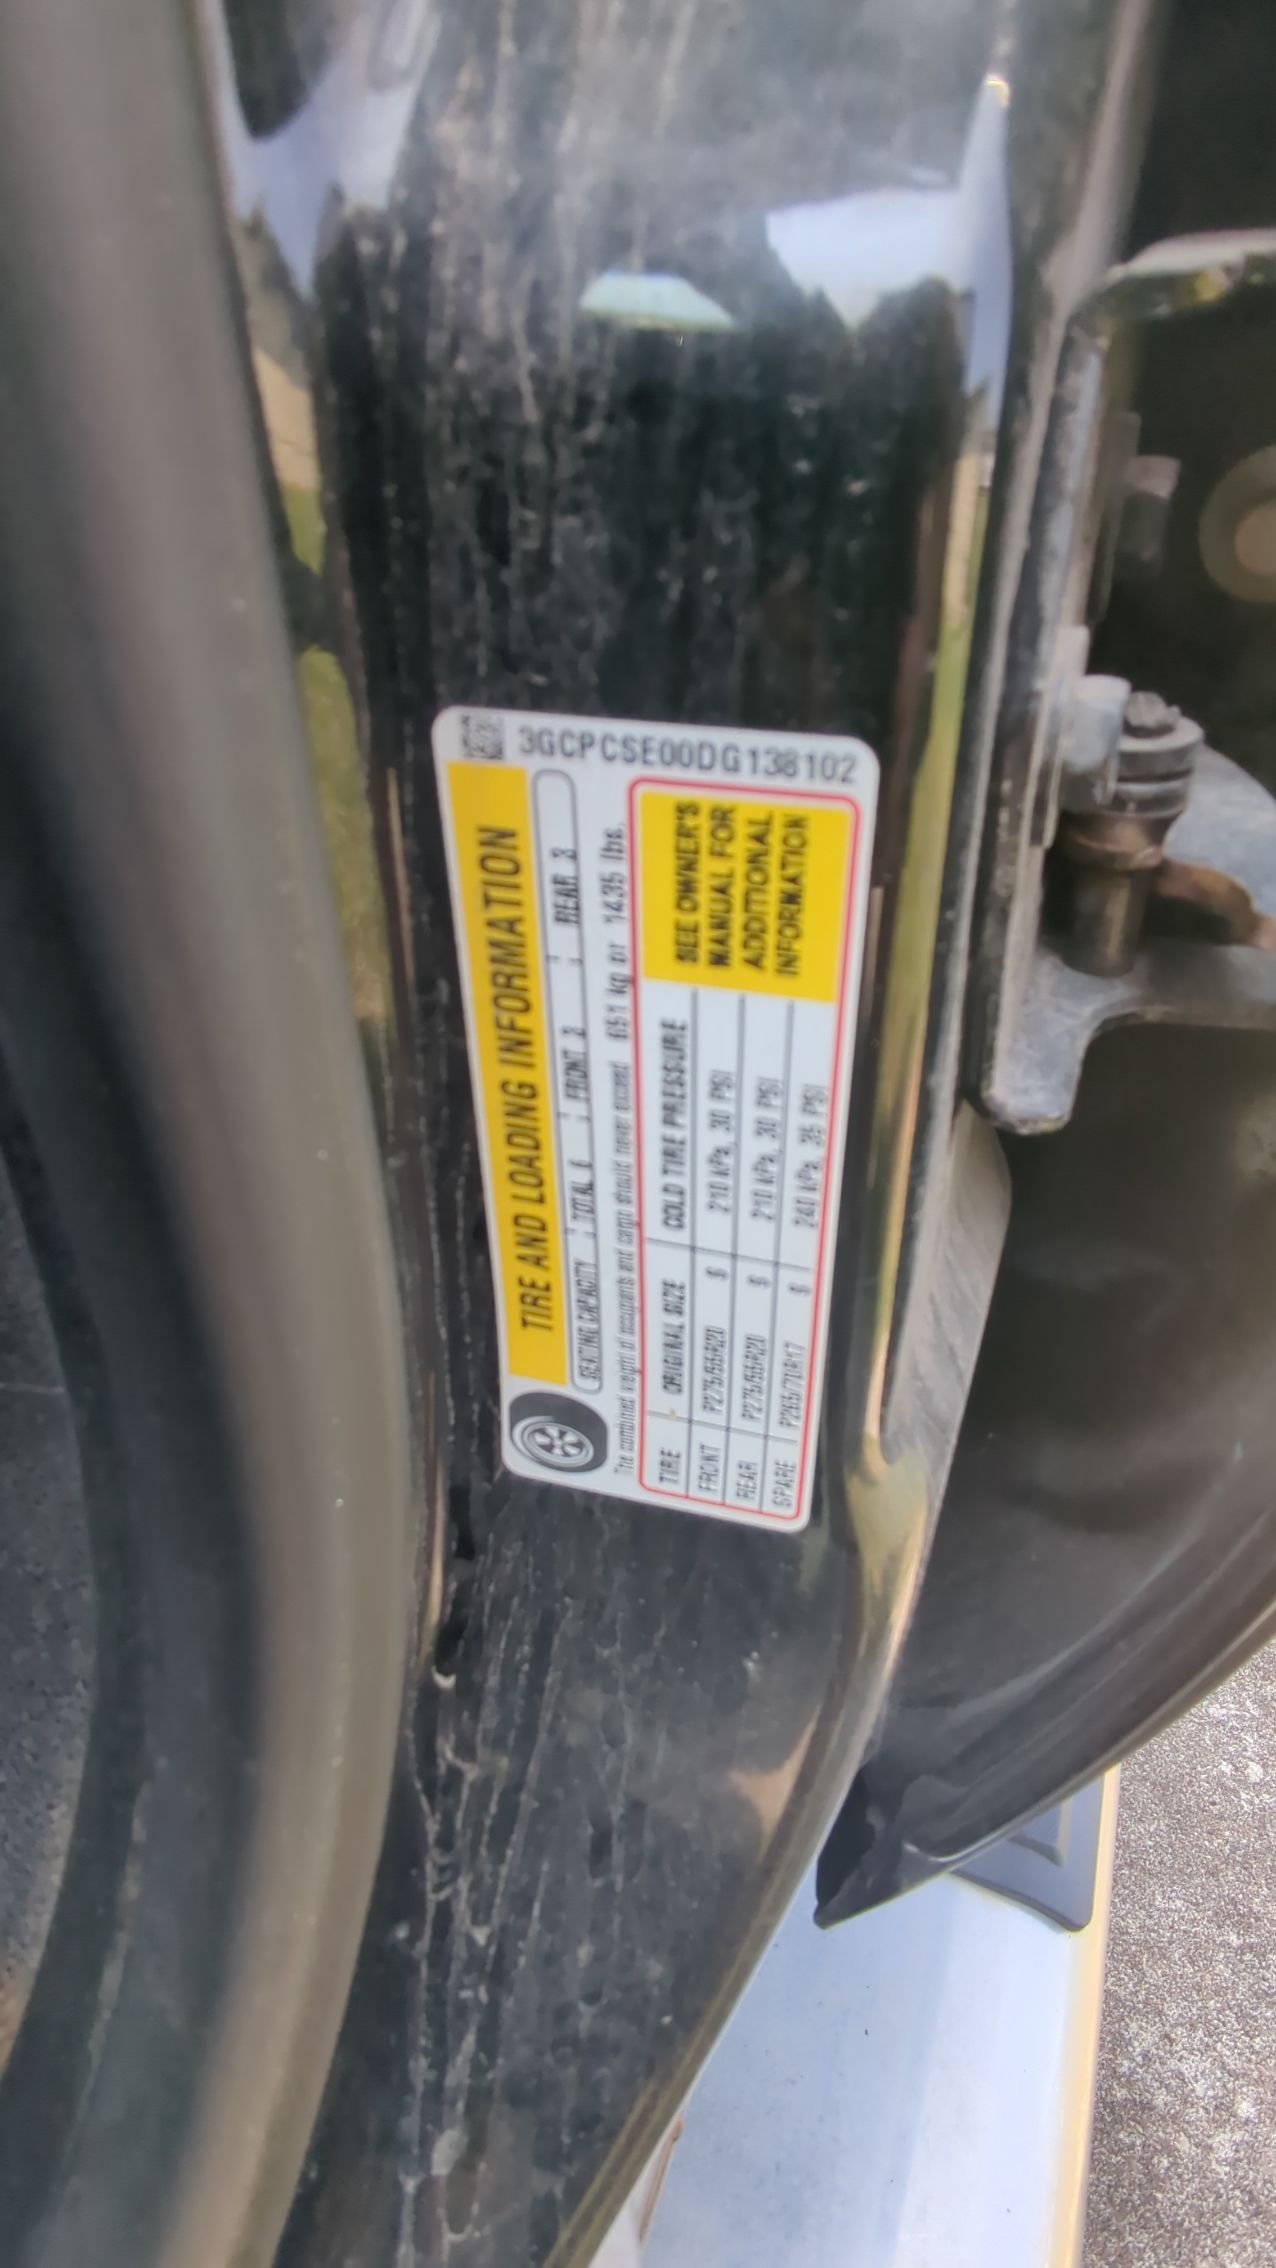 3GCPCSE00DG138102
TIRE AND LOADING INFORMATION
SEATING CAPACITY TOTAL 6 FRONT 3 REAR 3
The combined weight of occupants and cargo should never exceed 651 kg or 1435 lbs.
TIRE ORIGINAL SIZE COLD TIRE PRESSURE
FRONT P275/55R20 S 210 kPa, 30 PSI
REAR P275/55R20 S 210 kPa, 30 PSI
SPARE P265/70R17 S 240 kPa, 35 PSI
SEE OWNER'S
MANUAL FOR
ADDITIONAL
INFORMATION